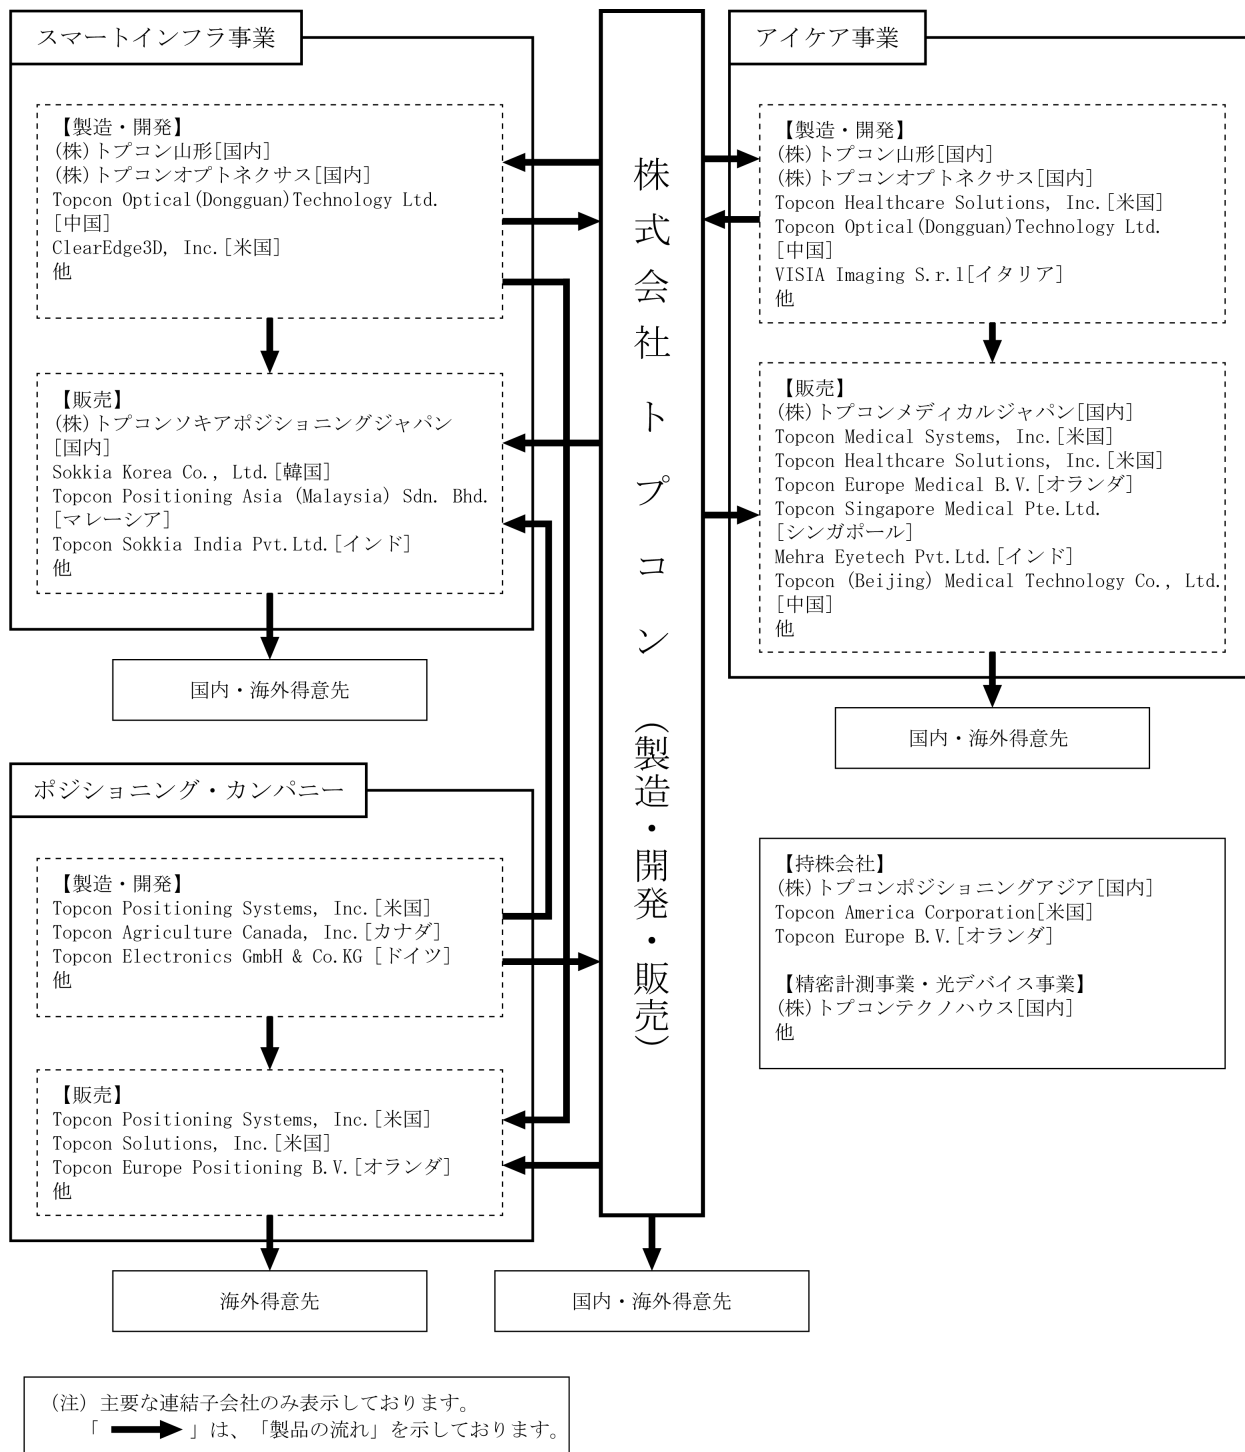 スマートインフラ事業
【製造・開発】
(株)トプコン山形[国内]
(株)トプコンオプトネクサス[国内]
Topcon Optical(Dongguan)Technology Ltd.
[中国]
ClearEdge3D, Inc.[米国]
他
【販売】
(株)トプコンソキアポジショニングジャパン
[国内]
Sokkia Korea Co., Ltd.[韓国]
Topcon Positioning Asia (Malaysia) Sdn. Bhd.
[マレーシア]
Topcon Sokkia India Pvt.Ltd.[インド]
他
国内・海外得意先
ポジショニング・カンパニー
【製造・開発】
Topcon Positioning Systems, Inc.[米国]
Topcon Agriculture Canada, Inc.[カナダ]
Topcon Electronics GmbH & Co.KG [ドイツ]
他
【販売】
Topcon Positioning Systems, Inc.[米国]
Topcon Solutions, Inc.[米国]
Topcon Europe Positioning B.V.[オランダ]
他
海外得意先
株式会社トプコン (製造・開発・販売)
国内・海外得意先
アイケア事業
【製造・開発】
(株)トプコン山形[国内]
(株)トプコンオプトネクサス[国内]
Topcon Healthcare Solutions, Inc.[米国]
Topcon Optical(Dongguan)Technology Ltd.
[中国]
VISIA Imaging S.r.l[イタリア]
他
【販売】
(株)トプコンメディカルジャパン[国内]
Topcon Medical Systems, Inc.[米国]
Topcon Healthcare Solutions, Inc.[米国]
Topcon Europe Medical B.V.[オランダ]
Topcon Singapore Medical Pte.Ltd.
[シンガポール]
Mehra Eyetech Pvt.Ltd.[インド]
Topcon (Beijing) Medical Technology Co., Ltd.
[中国]
他
国内・海外得意先
【持株会社】
(株)トプコンポジショニングアジア[国内]
Topcon America Corporation[米国]
Topcon Europe B.V.[オランダ]
【精密計測事業・光デバイス事業】
(株)トプコンテクノハウス[国内]
他
(注) 主要な連結子会社のみ表示しております。
「 ➡ 」は、「製品の流れ」を示しております。